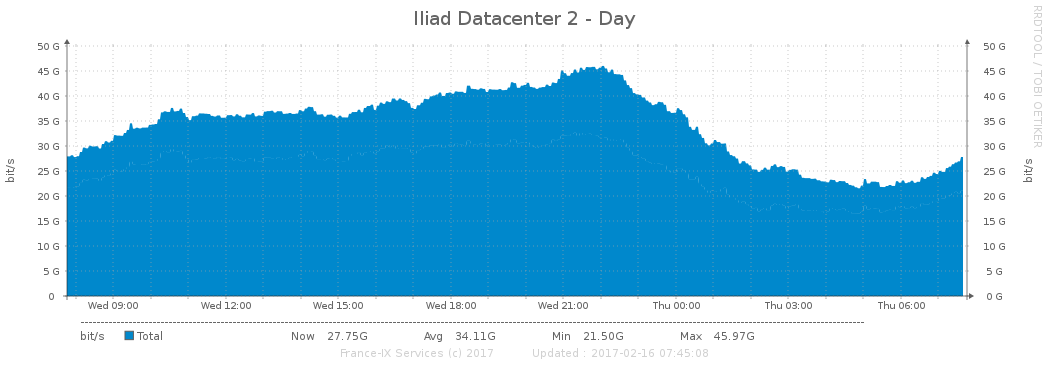 Iliad Datacenter 2 - Day
RRDTOOL / TOBI OETIKER
50 G 50 G
45 G 45 G
40 G 40 G
35 G 35 G
30 G 30 G
25 G 25 G
20 G 20 G
15 G 15 G
10 G 10 G
5 G 5 G
0 0 G
bit/s bit/s
Wed 09:00 Wed 12:00 Wed 15:00 Wed 18:00 Wed 21:00 Thu 00:00 Thu 03:00 Thu 06:00
bit/s Total Now 27.75G Avg 34.11G Min 21.50G Max 45.97G
France-IX Services (c) 2017 Updated : 2017-02-16 07:45:08